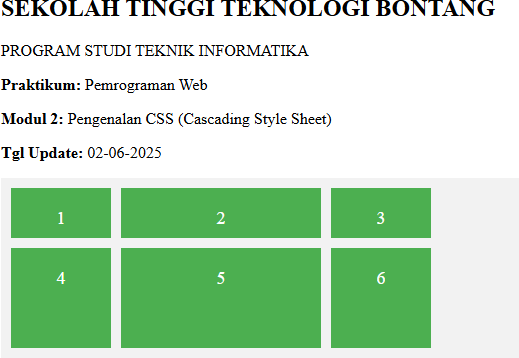 SEKOLAH TINGGI TEKNOLOGI BONTANG
PROGRAM STUDI TEKNIK INFORMATIKA
Praktikum: Pemrograman Web
Modul 2: Pengenalan CSS (Cascading Style Sheet)
Tgl Update: 02-06-2025
1 2 3
4 5 6